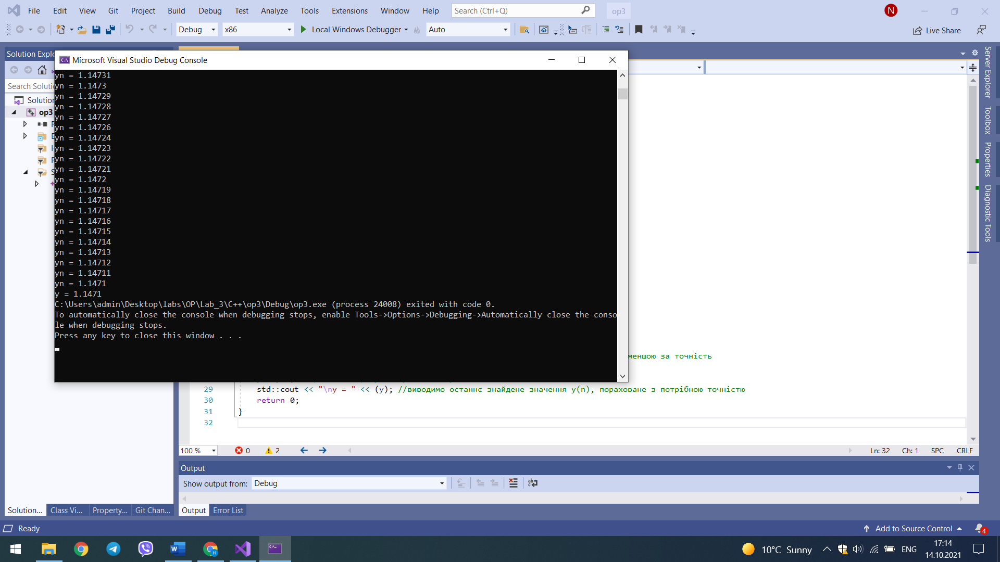 File Edit View Git Project Build Debug Test Analyze Tools Extensions Window Help Search (Ctrl+Q) op3 N
Debug x86 Local Windows Debugger Auto Live Share
Solution Explo
Microsoft Visual Studio Debug Console
Search Solutio
Solution
op3
yn = 1.14731
yn = 1.1473
yn = 1.14729
yn = 1.14728
yn = 1.14727
yn = 1.14726
yn = 1.14724
yn = 1.14723
yn = 1.14722
yn = 1.14721
yn = 1.1472
yn = 1.14719
yn = 1.14718
yn = 1.14717
yn = 1.14716
yn = 1.14715
yn = 1.14714
yn = 1.14713
yn = 1.14712
yn = 1.14711
yn = 1.1471
y = 1.1471
C:\Users\admin\Desktop\labs\OP\Lab_3\C++\op3\Debug\op3.exe (process 24008) exited with code 0.
To automatically close the console when debugging stops, enable Tools->Options->Debugging->Automatically close the conso
le when debugging stops.
Press any key to close this window . . .
меншою за точність
29 std::cout << "\ny = " << (y); //виводимо останнє знайдене значення y(n), пораховане з потрібною точністю
30 return 0;
31 }
32
100 % 0 2 Ln: 32 Ch: 1 SPC CRLF
Output
Show output from: Debug
Solution... Class Vi... Property... Git Chan... Output Error List
Server Explorer
Toolbox
Properties
Diagnostic Tools
Ready Add to Source Control 4
10°C Sunny ENG 17:14
14.10.2021